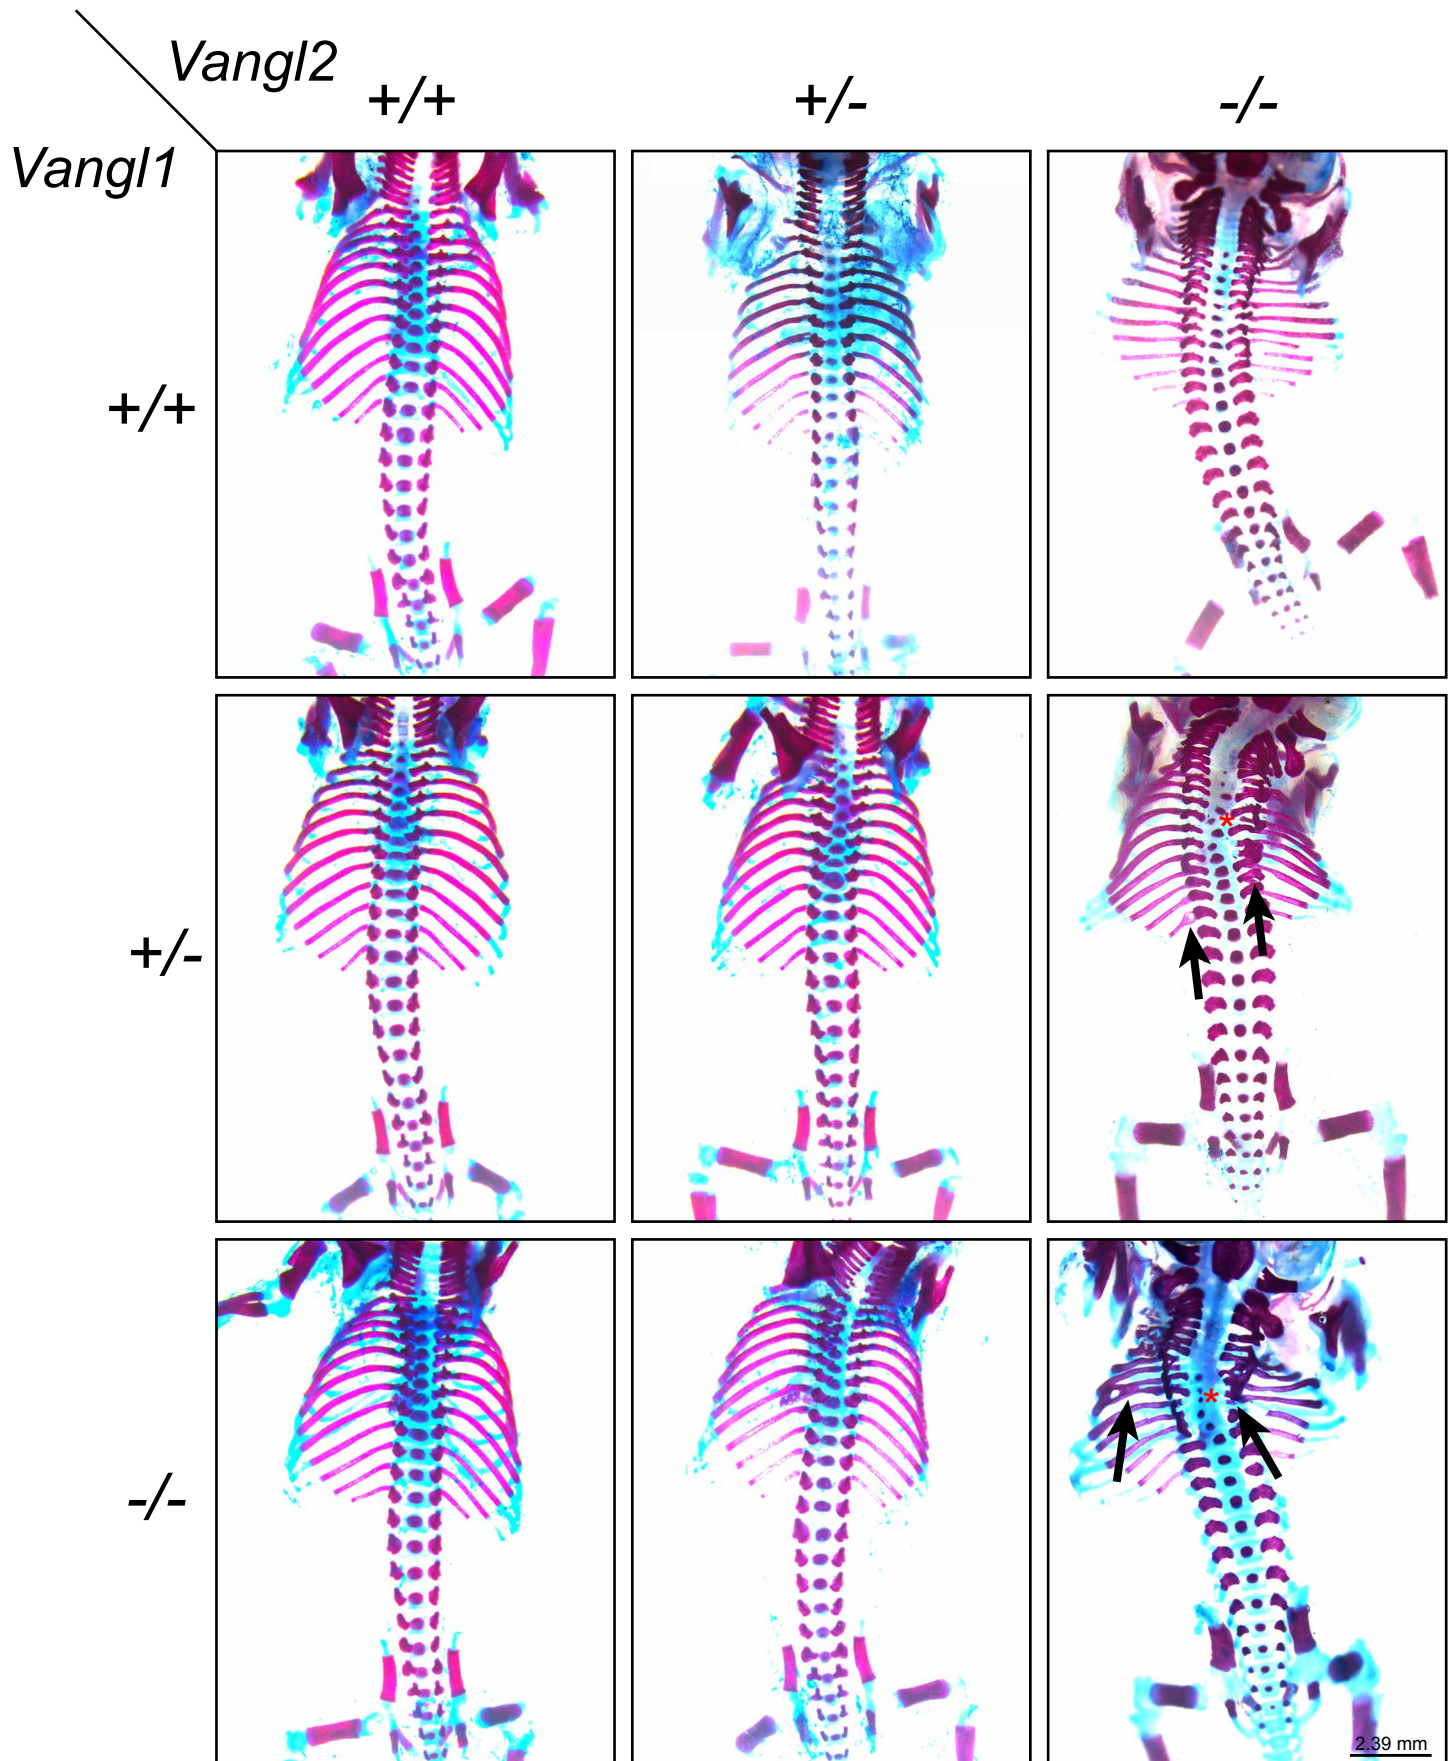 Vangl2
+/+ +/- -/-
Vangl1
+/+
*
+/-
*
-/-
2.39 mm